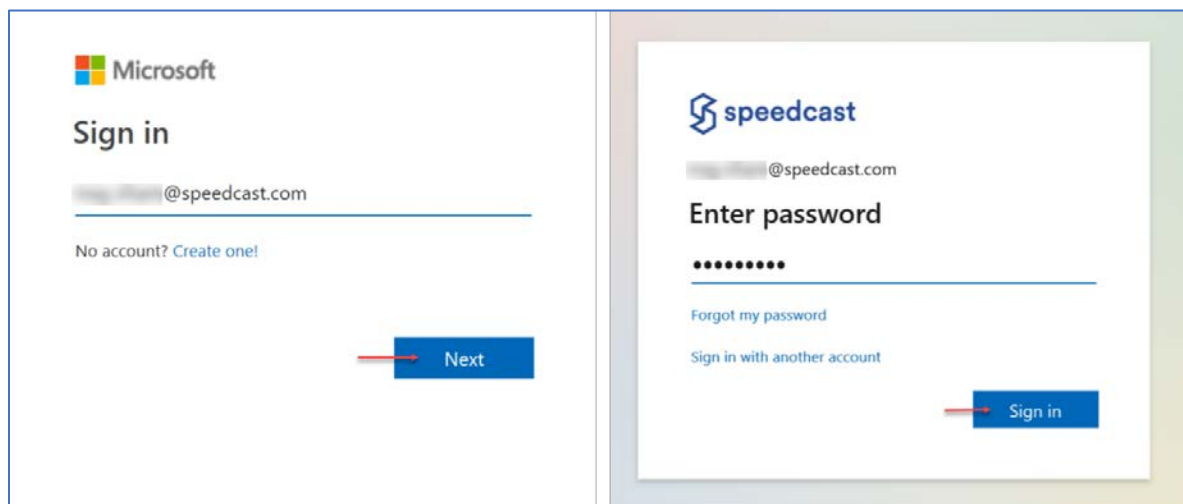 Microsoft
Sign in
@speedcast.com
No account? Create one!
Next
speedcast
@speedcast.com
Enter password
Forgot my password
Sign in with another account
Sign in